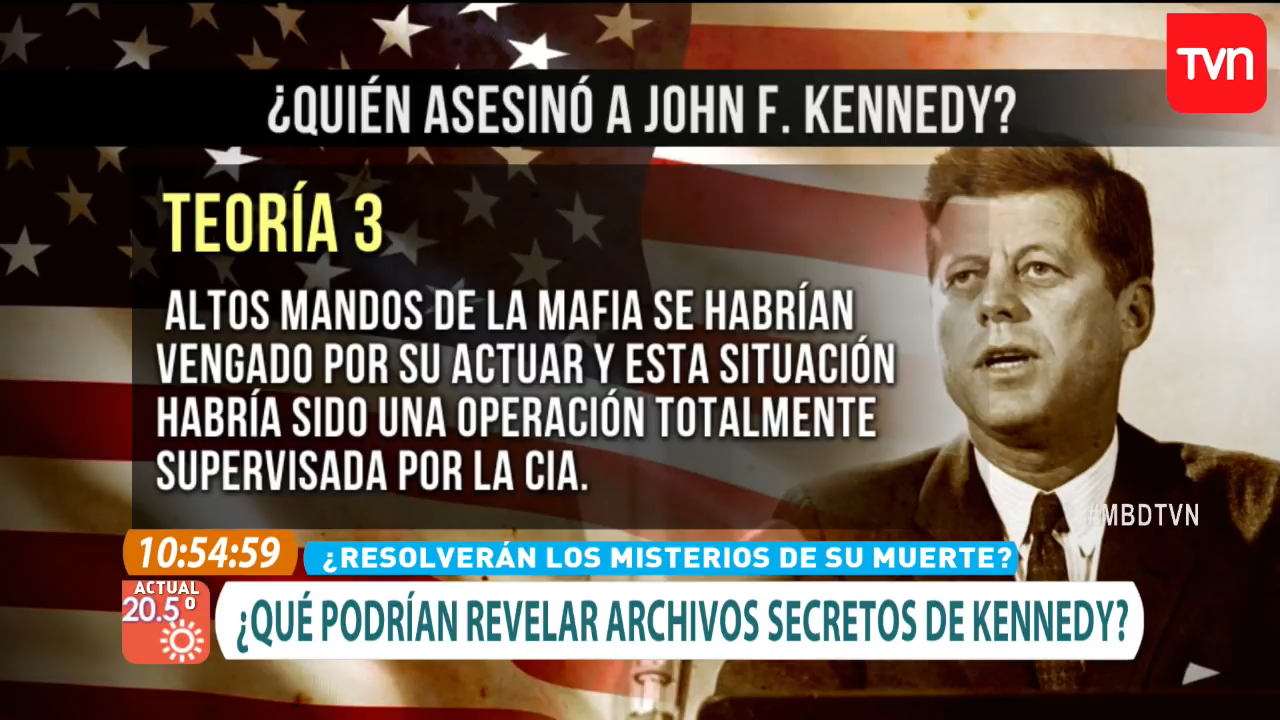 TVN
¿QUIÉN ASESINÓ A JOHN F. KENNEDY?
TEORÍA 3
ALTOS MANDOS DE LA MAFIA SE HABRÍAN
VENGADO POR SU ACTUAR Y ESTA SITUACIÓN
HABRÍA SIDO UNA OPERACIÓN TOTALMENTE
SUPERVISADA POR LA CIA.
#MBDTVN
10:54:59
¿RESOLVERÁN LOS MISTERIOS DE SU MUERTE?
ACTUAL
20.5º
¿QUÉ PODRÍAN REVELAR ARCHIVOS SECRETOS DE KENNEDY?